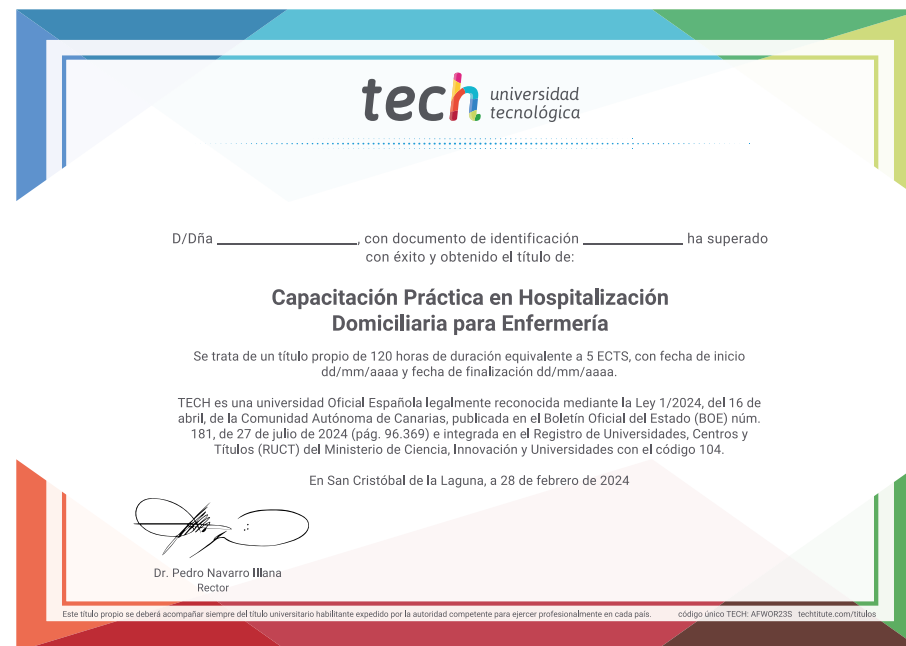 tech universidad
tecnológica
D/Dña ____________________, con documento de identificación ______________ ha superado
con éxito y obtenido el título de:
Capacitación Práctica en Hospitalización
Domiciliaria para Enfermería
Se trata de un título propio de 120 horas de duración equivalente a 5 ECTS, con fecha de inicio
dd/mm/aaaa y fecha de finalización dd/mm/aaaa.
TECH es una universidad Oficial Española legalmente reconocida mediante la Ley 1/2024, del 16 de
abril, de la Comunidad Autónoma de Canarias, publicada en el Boletín Oficial del Estado (BOE) núm.
181, de 27 de julio de 2024 (pág. 96.369) e integrada en el Registro de Universidades, Centros y
Títulos (RUCT) del Ministerio de Ciencia, Innovación y Universidades con el código 104.
En San Cristóbal de la Laguna, a 28 de febrero de 2024
Dr. Pedro Navarro Illana
Rector
Este título propio se deberá acompañar siempre del título universitario habilitante expedido por la autoridad competente para ejercer profesionalmente en cada país. código único TECH: AFWOR23S techtitute.com/titulos